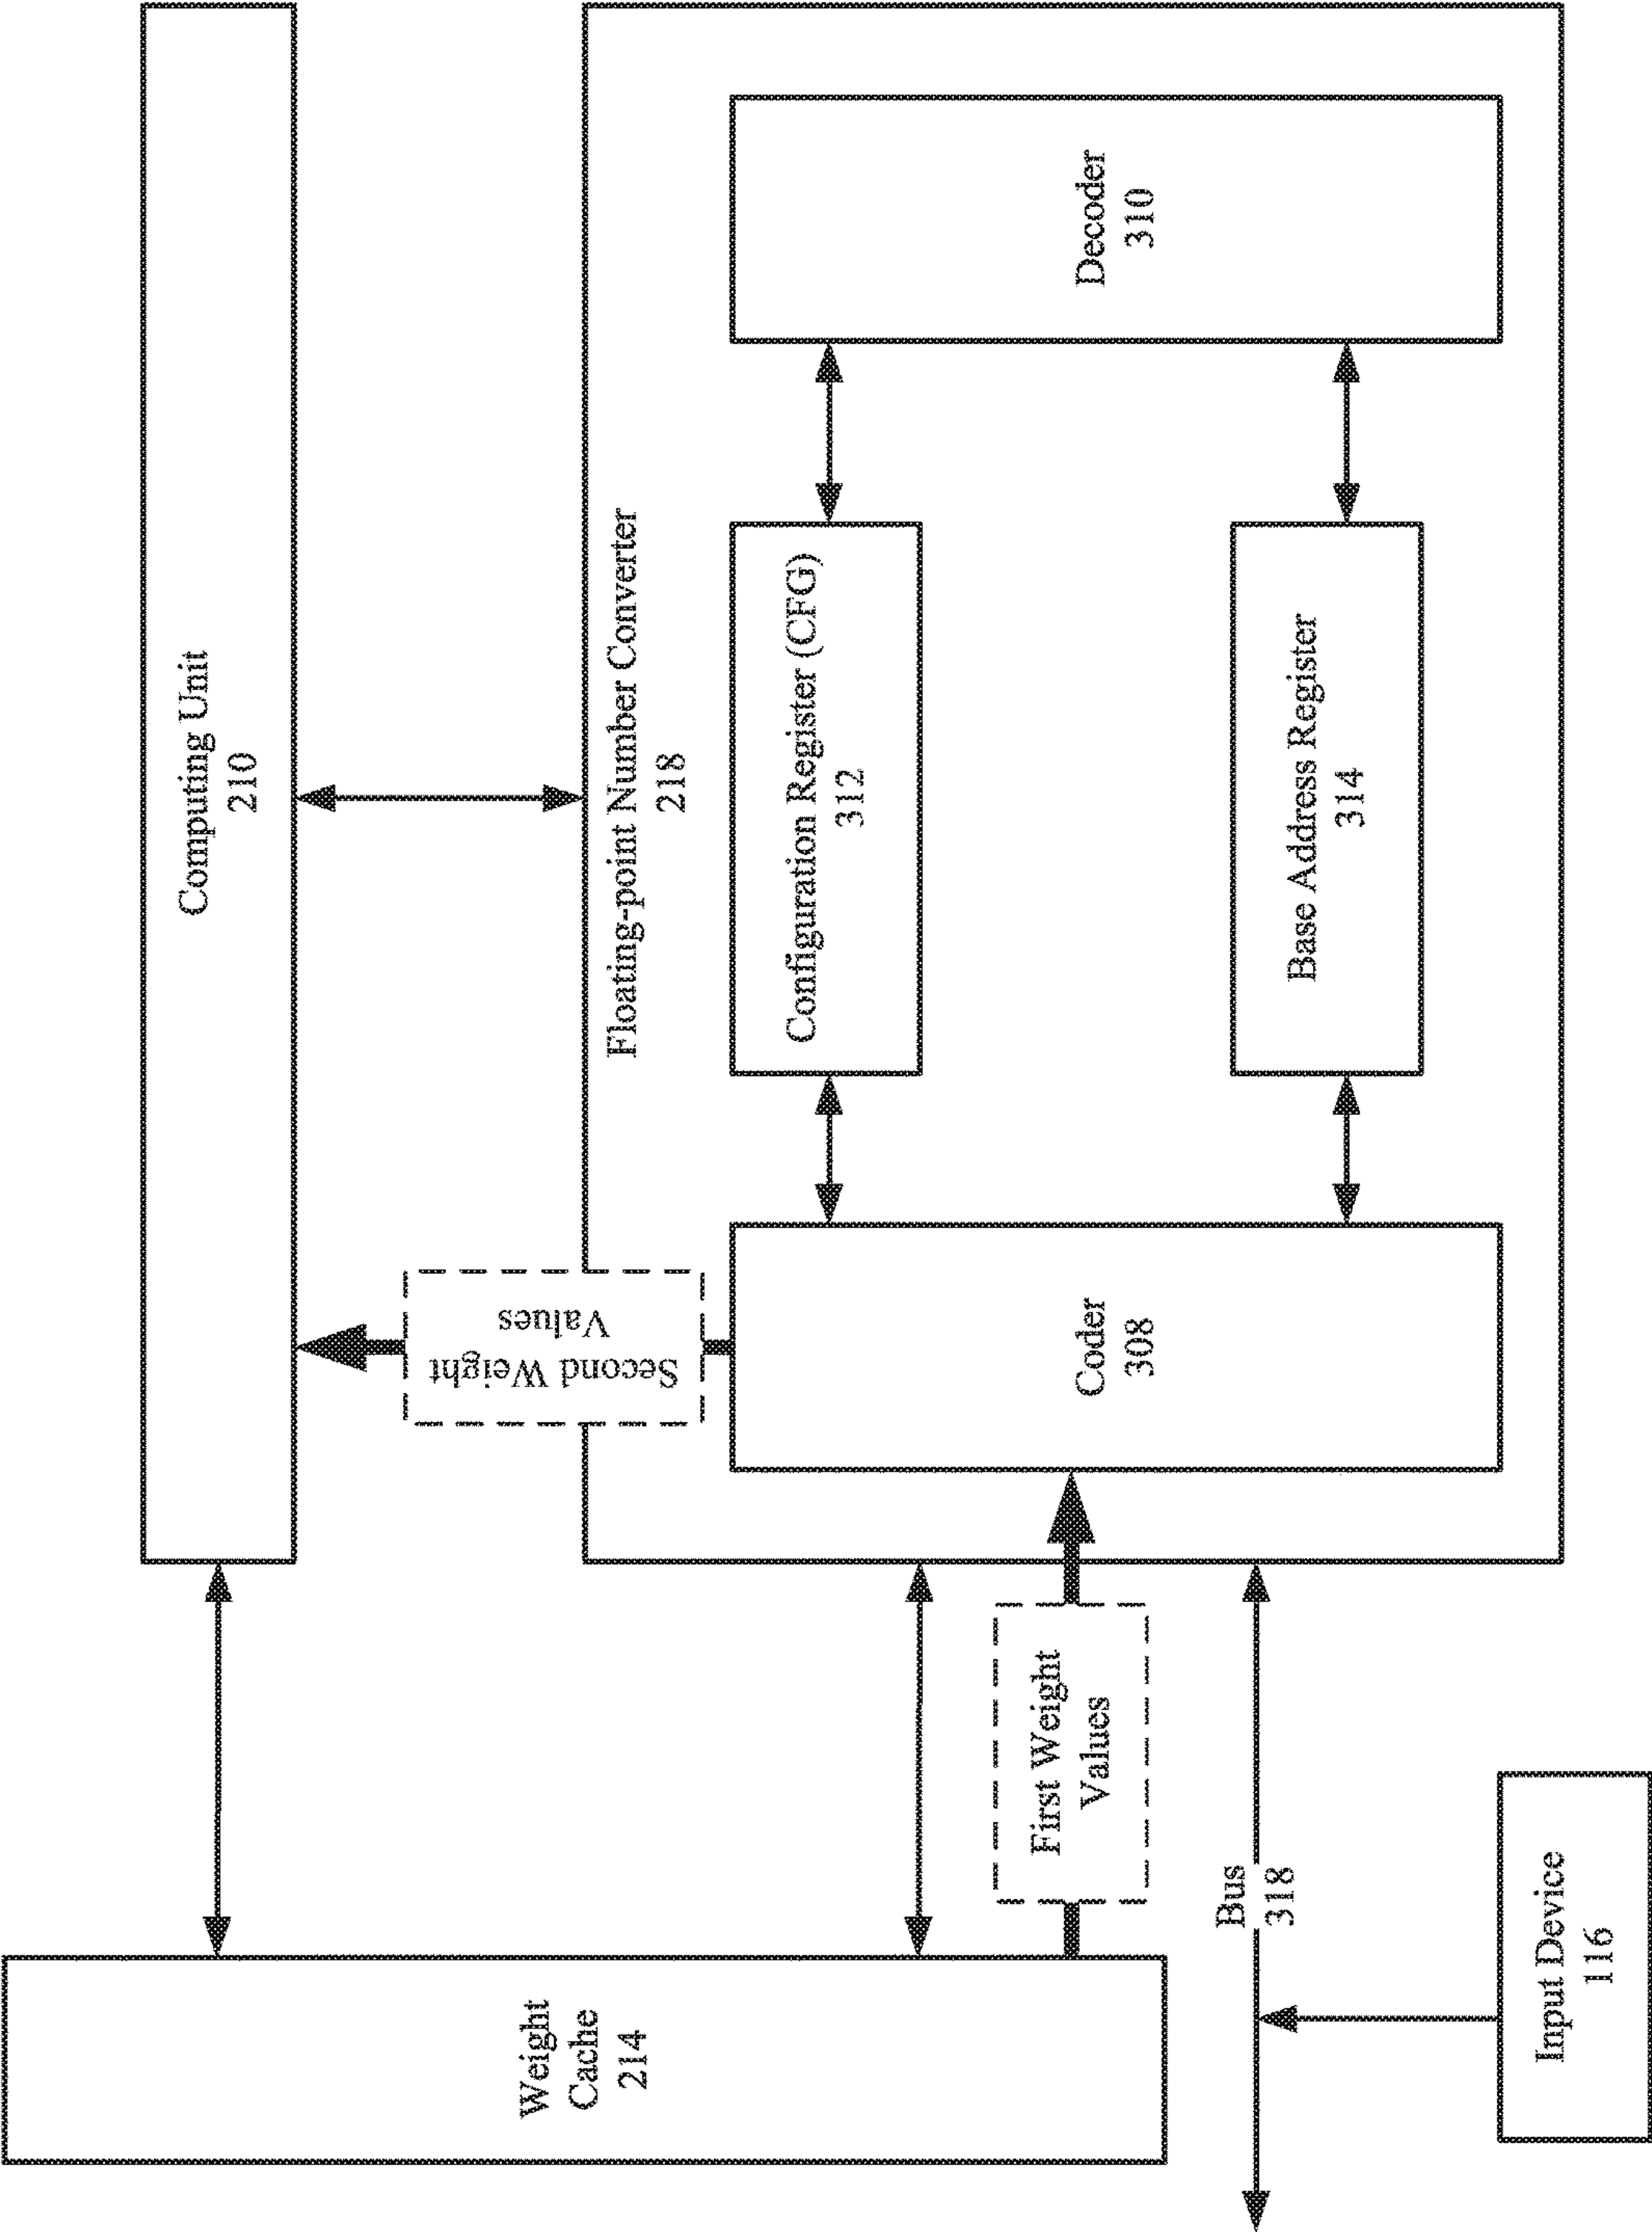 Computing Unit
210
Weight
Cache
214
Second Weight
Values
Floating-point Number Converter
218
Configuration Register (CFG)
312
First Weight
Values
Coder
308
Decoder
310
Base Address Register
314
Bus
318
Input Device
116